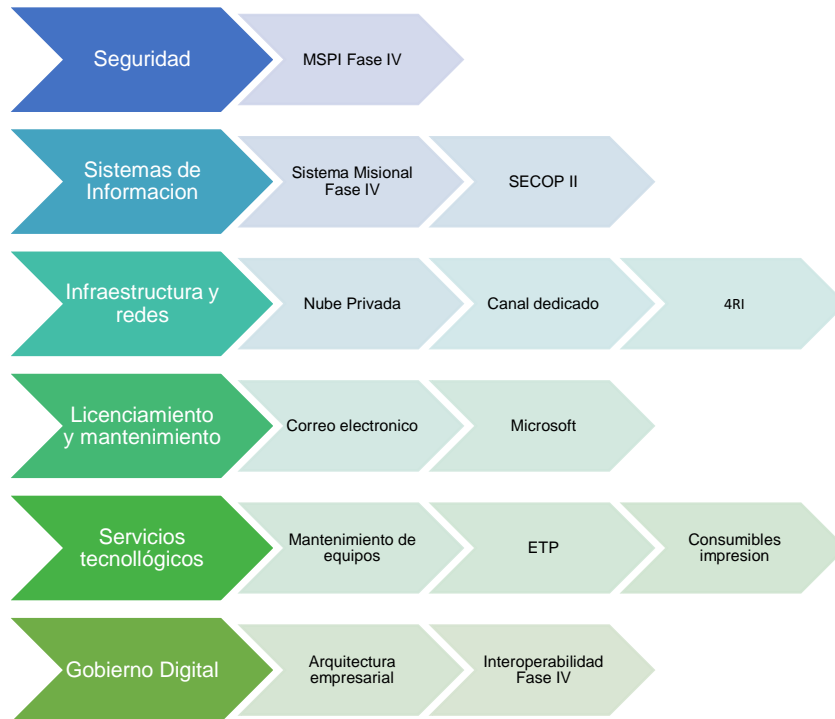 Seguridad
MSPI Fase IV
Sistemas de
Informacion
Sistema Misional
Fase IV
SECOP II
Infraestructura y
redes
Nube Privada
Canal dedicado
4RI
Licenciamiento
y mantenimiento
Correo electronico
Microsoft
Servicios
tecnollógicos
Mantenimiento de
equipos
ETP
Consumibles
impresion
Gobierno Digital
Arquitectura
empresarial
Interoperabilidad
Fase IV